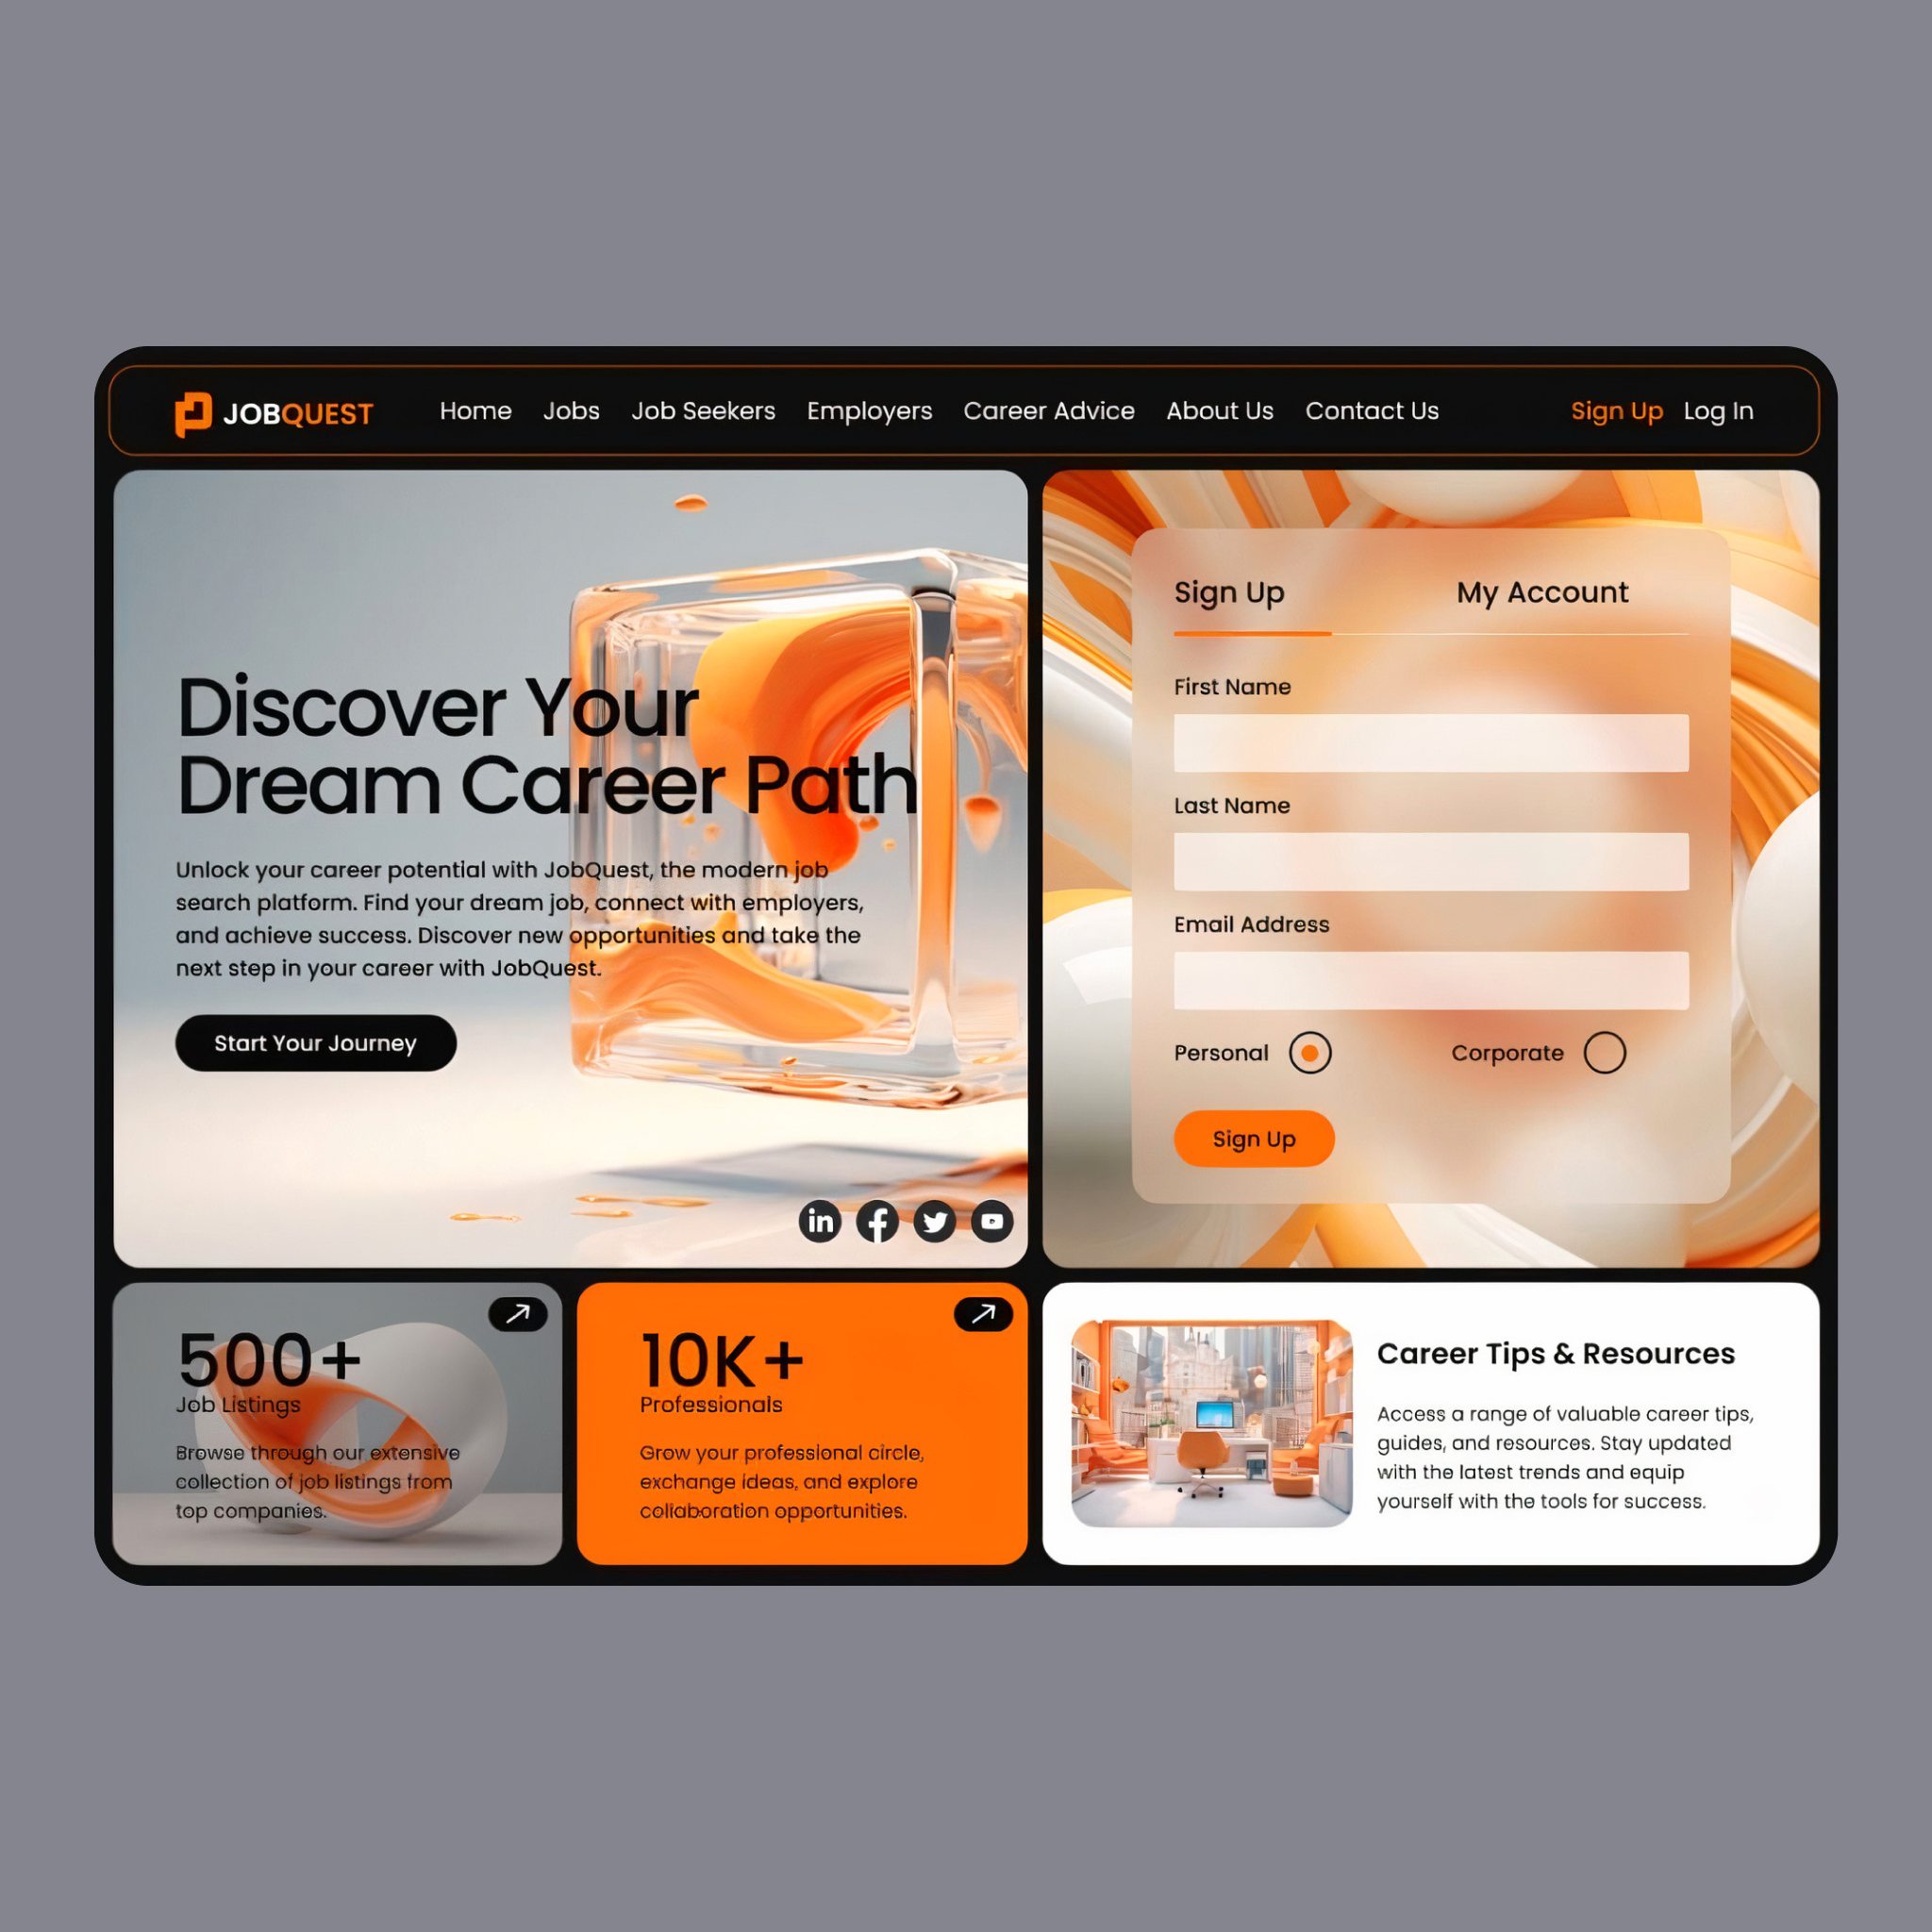 JOBQUEST
Home
Jobs
Job Seekers
Employers
Career Advice
About Us
Contact Us
Sign Up
Log In
Discover Your
Dream Career Path
Unlock your career potential with JobQuest, the modern job
search platform. Find your dream job, connect with employers,
and achieve success. Discover new opportunities and take the
next step in your career with JobQuest.
Start Your Journey
in
Sign Up
My Account
First Name
Last Name
Email Address
Personal
Corporate
Sign Up
500+
Job Listings
Browse through our extensive
collection of job listings from
top companies.
10K+
Professionals
Grow your professional circle,
exchange ideas, and explore
collaboration opportunities.
Career Tips & Resources
Access a range of valuable career tips,
guides, and resources. Stay updated
with the latest trends and equip
yourself with the tools for success.